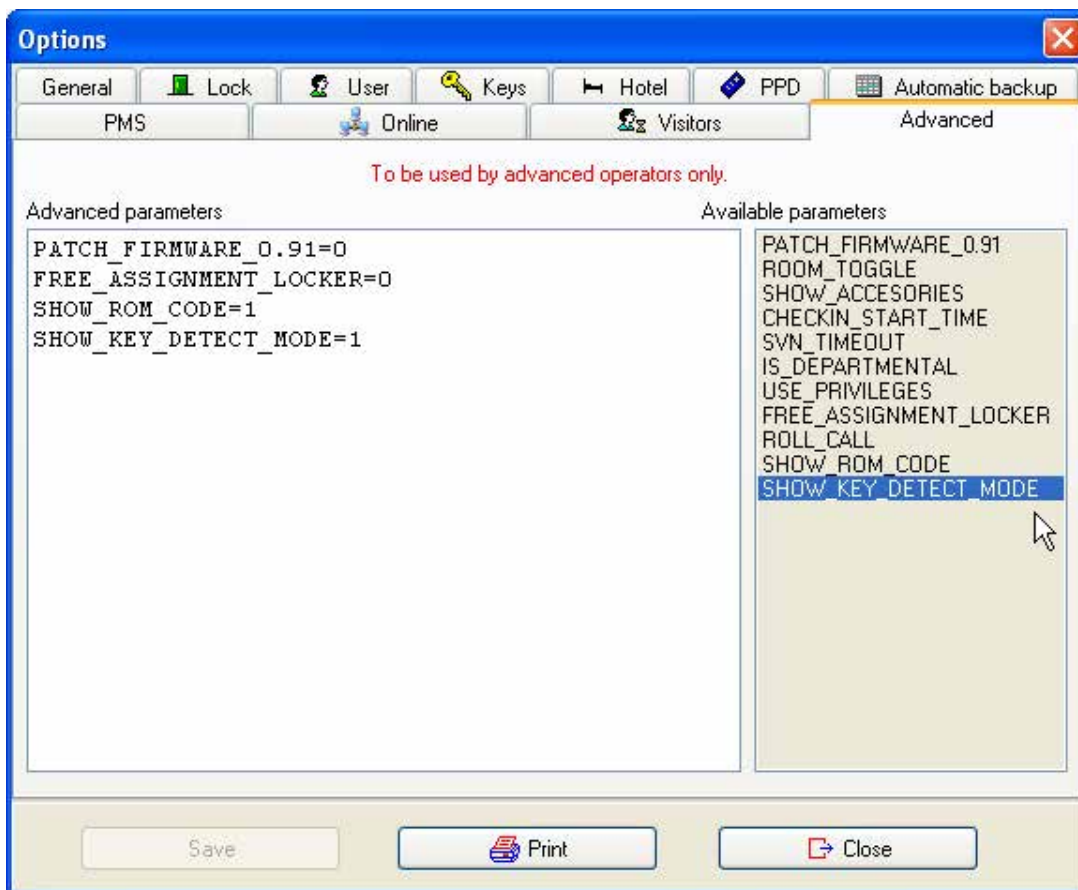 Options
General Lock User Keys Hotel PPD Automatic backup
PMS Online Visitors Advanced
To be used by advanced operators only.
Advanced parameters
PATCH_FIRMWARE_0.91=0
FREE_ASSIGNMENT_LOCKER=0
SHOW_ROM_CODE=1
SHOW_KEY_DETECT_MODE=1
Available parameters
PATCH_FIRMWARE_0.91
ROOM_TOGGLE
SHOW_ACCESORIES
CHECKIN_START_TIME
SVN_TIMEOUT
IS_DEPARTMENTAL
USE_PRIVILEGES
FREE_ASSIGNMENT_LOCKER
ROLL_CALL
SHOW_ROM_CODE
SHOW_KEY_DETECT_MODE
Save Print Close